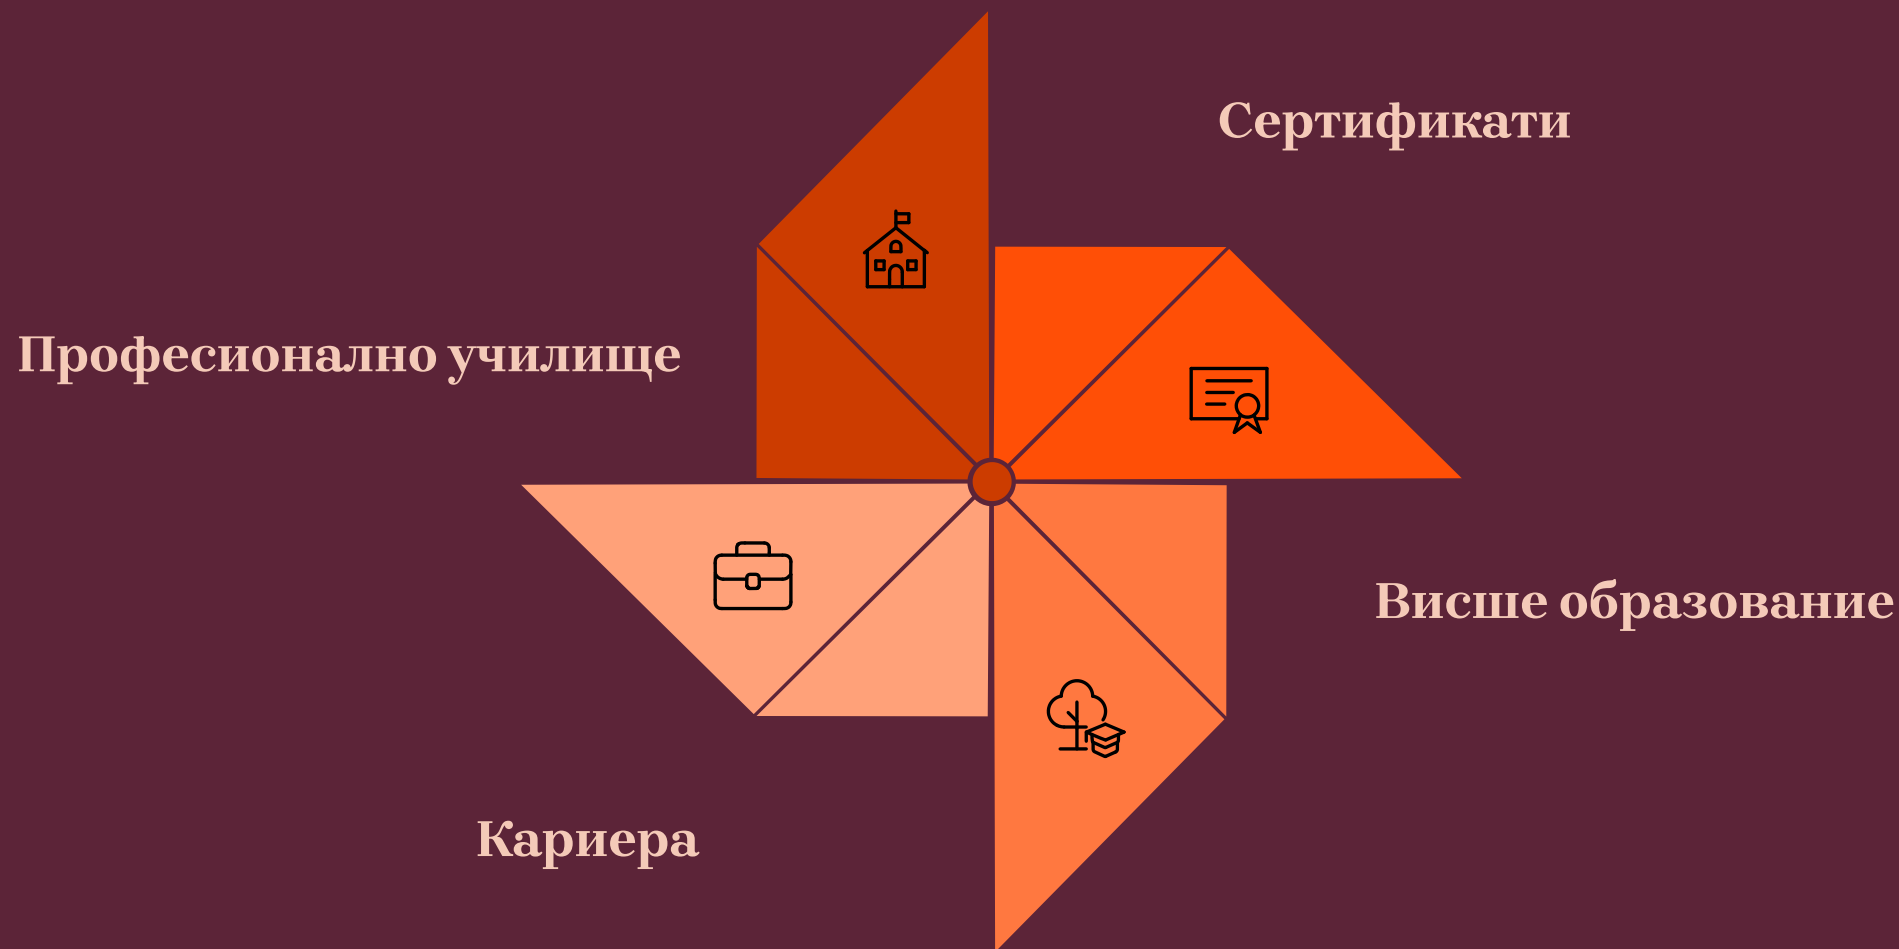 Сертификати
Професионално училище
Висше образование
Кариера